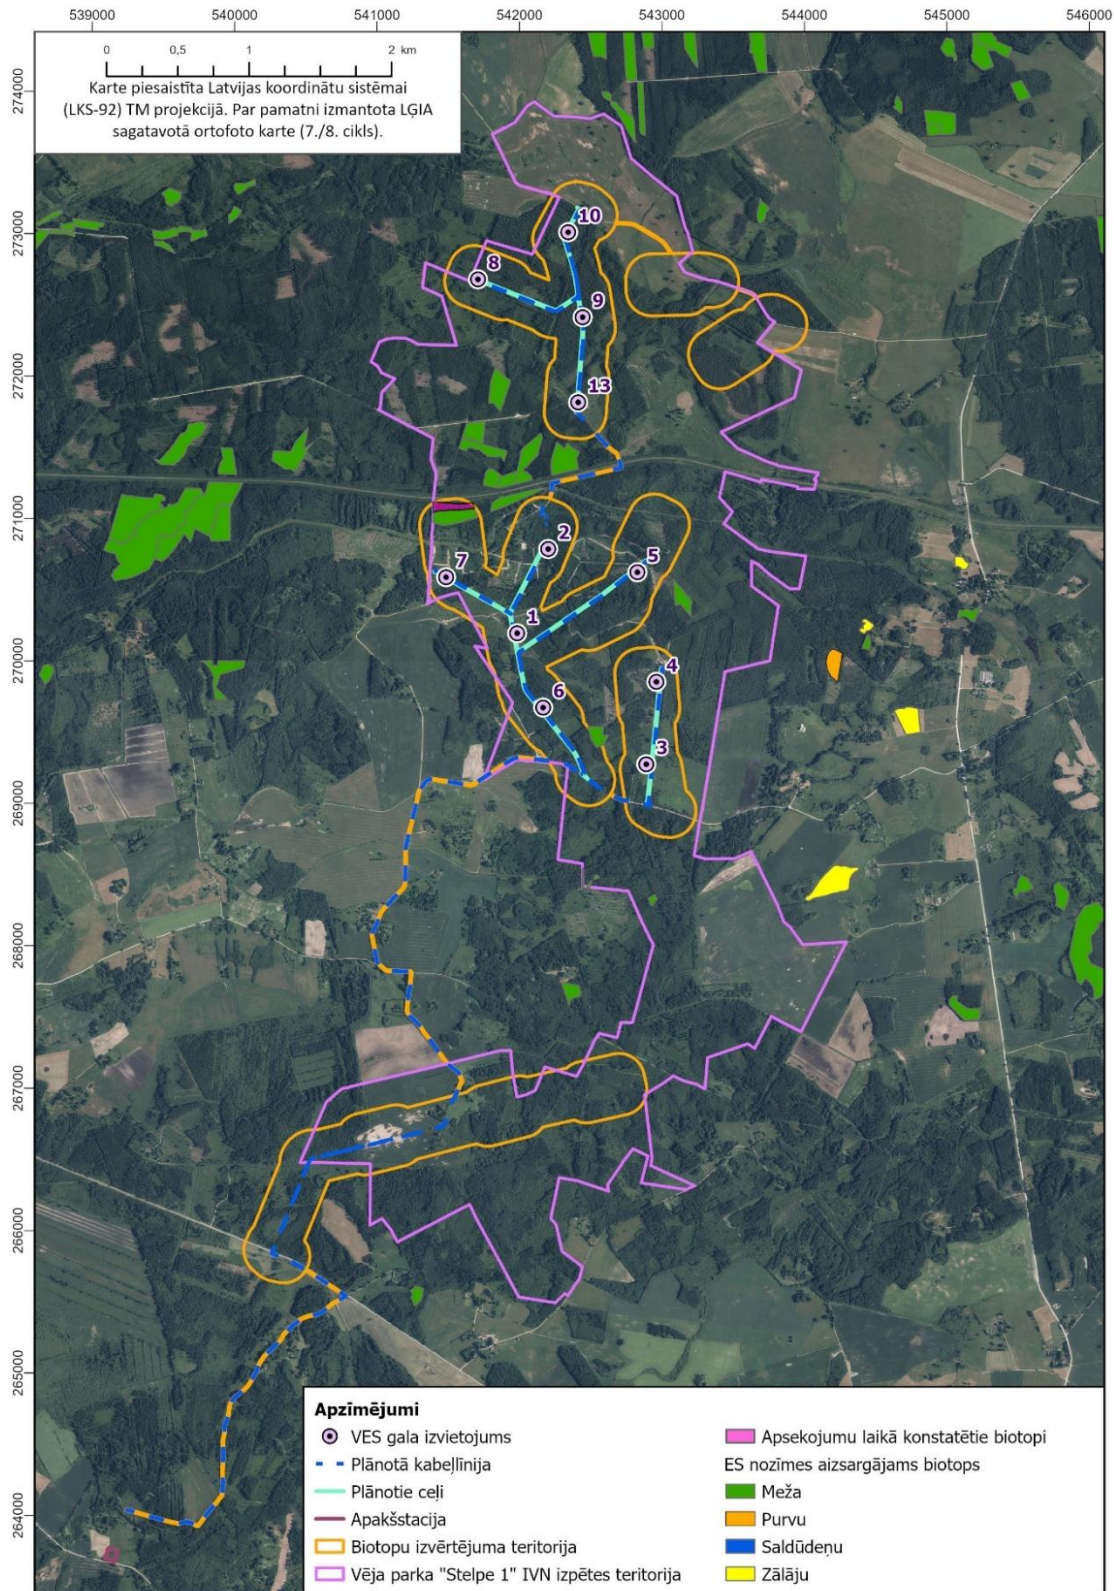 539000 540000 541000 542000 543000 544000 545000 546000
0 0,5 1 2 km
Karte piesaistīta Latvijas koordinātu sistēmai
(LKS-92) TM projekcijā. Par pamatni izmantota LĢIA
sagatavotā ortofoto karte (7./8. cikls).
274000
273000
272000
271000
270000
269000
268000
267000
266000
265000
264000
10
8
9
13
2
5
7
1
4
6
3
Apzīmējumi
VES gala izvietojums
Plānotā kabeļlīnija
Plānotie ceļi
Apakšstacija
Biotopu izvērtējuma teritorija
Vēja parka "Stelpe 1" IVN izpētes teritorija
Apsekojumu laikā konstatētie biotopi
ES nozīmes aizsargājams biotops
Meža
Purvu
Saldūdeņu
Zālāju